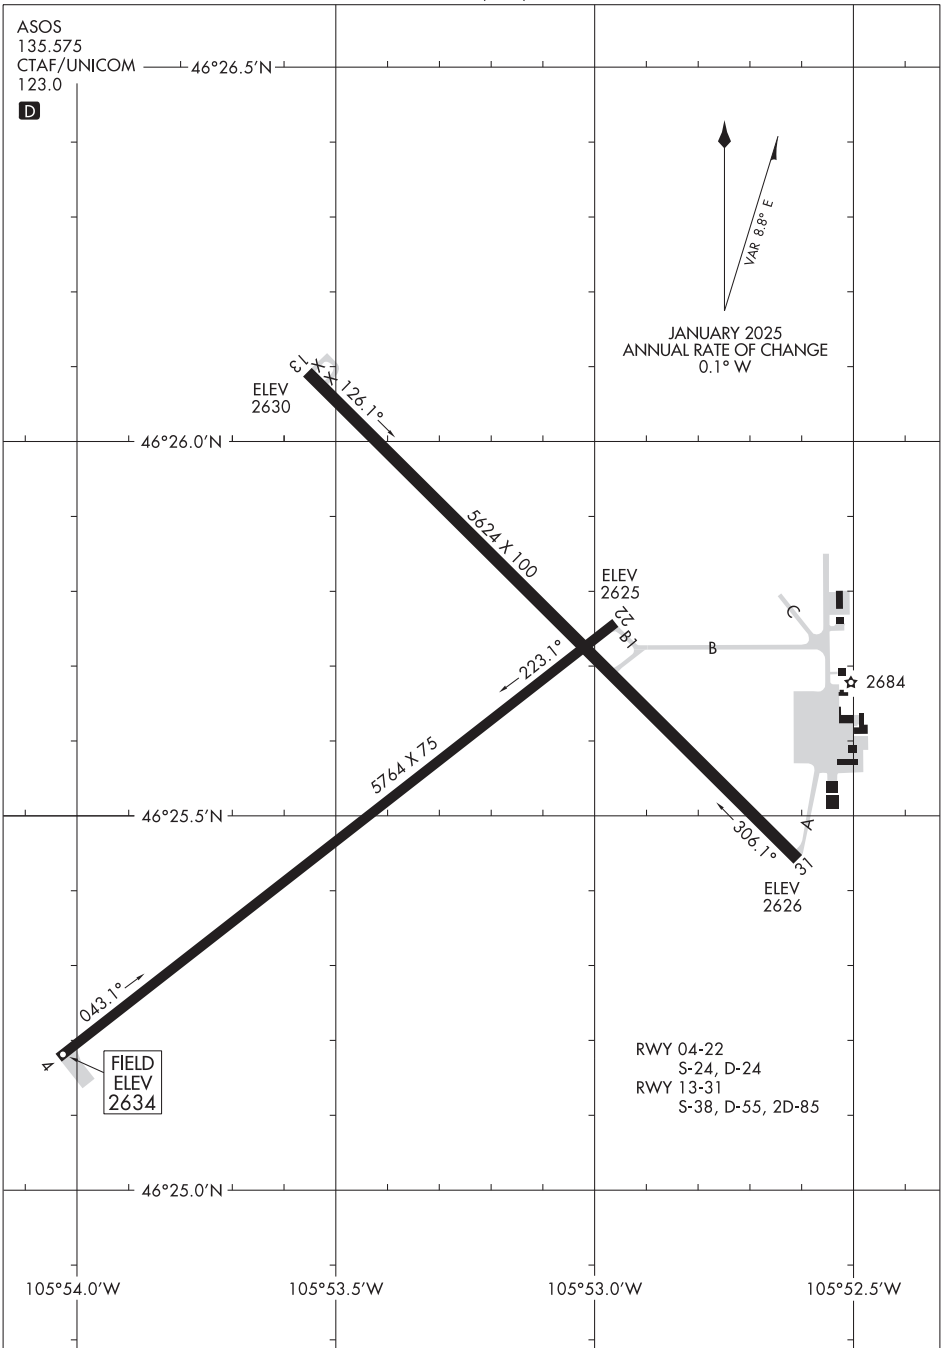 ASOS
135.575
CTAF/UNICOM
123.0
D
46°26.5'N
VAR 8.8° E
JANUARY 2025
ANNUAL RATE OF CHANGE
0.1° W
13
X X
126.1°
ELEV
2630
46°26.0'N
5624 X 100
ELEV
2625
22
B1
B
C
223.1°
2684
5764 X 75
46°25.5'N
A
306.1°
31
ELEV
2626
043.1°
4
FIELD
ELEV
2634
RWY 04-22
S-24, D-24
RWY 13-31
S-38, D-55, 2D-85
46°25.0'N
105°54.0'W
105°53.5'W
105°53.0'W
105°52.5'W